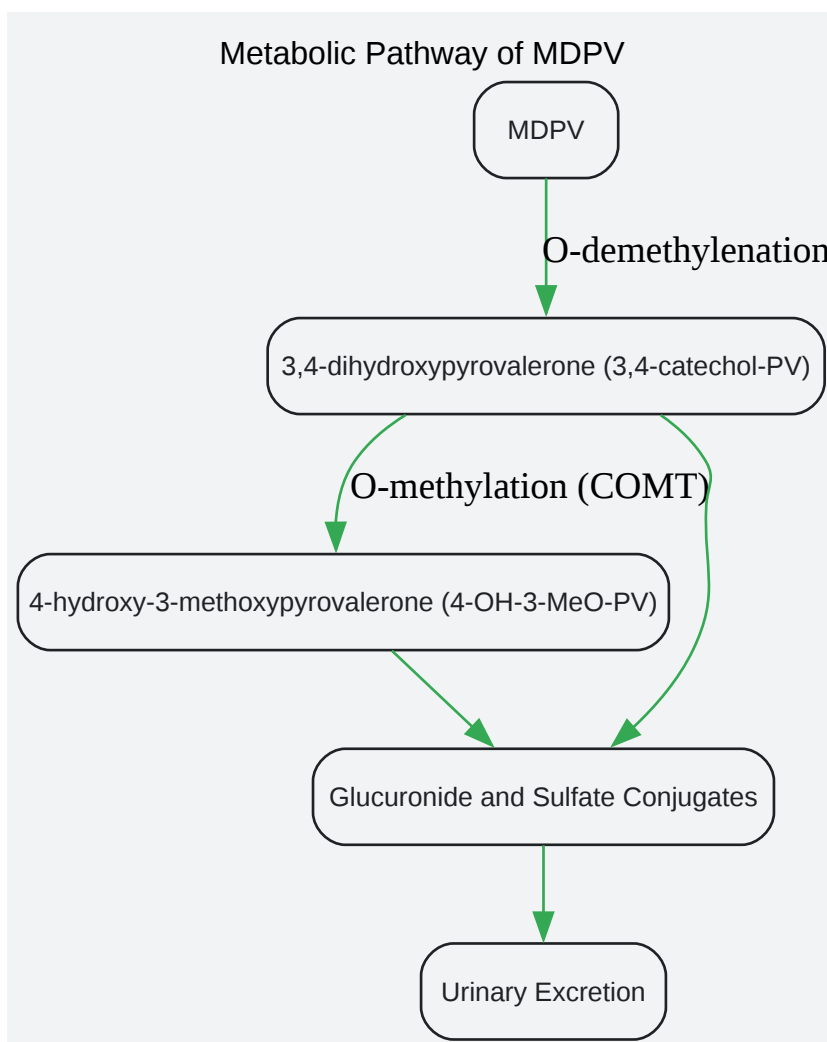 Metabolic Pathway of MDPV
MDPV
O-demethylenation
3,4-dihydroxypyrovalerone (3,4-catechol-PV)
O-methylation (COMT)
4-hydroxy-3-methoxypyrovalerone (4-OH-3-MeO-PV)
Glucuronide and Sulfate Conjugates
Urinary Excretion